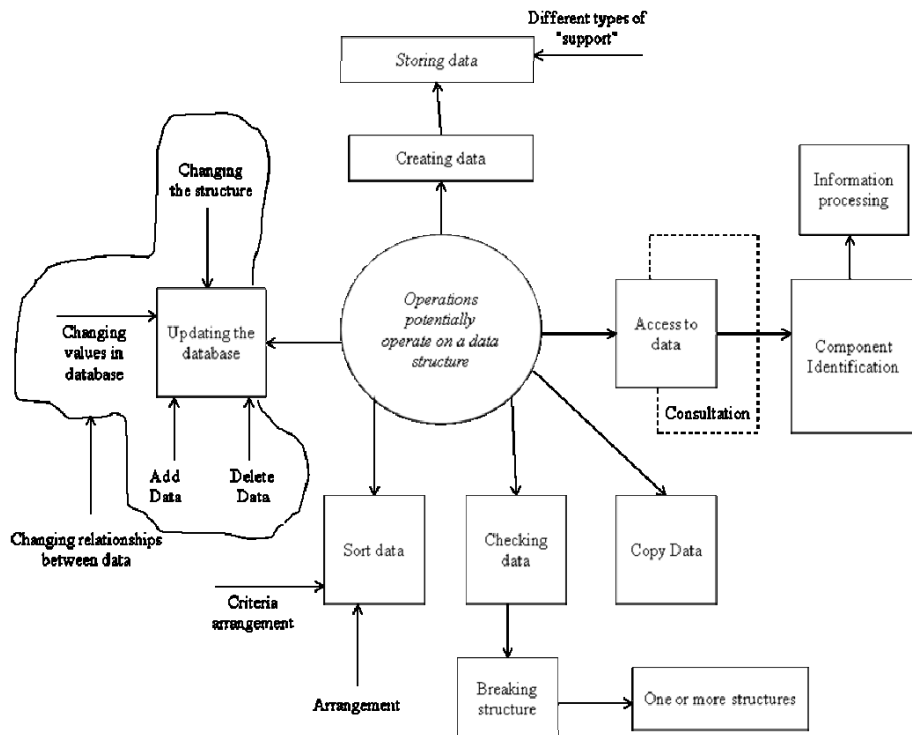 Different types of
"support"
Storing data
Creating data
Changing
the structure
Information
processing
Operations
potentially
operate on a data
structure
Access to
data
Updating the
database
Changing
values in
database
Component
Identification
Consultation
Add
Data
Delete
Data
Changing relationships
between data
Sort data
Checking
data
Copy Data
Criteria
arrangement
Arrangement
Breaking
structure
One or more structures